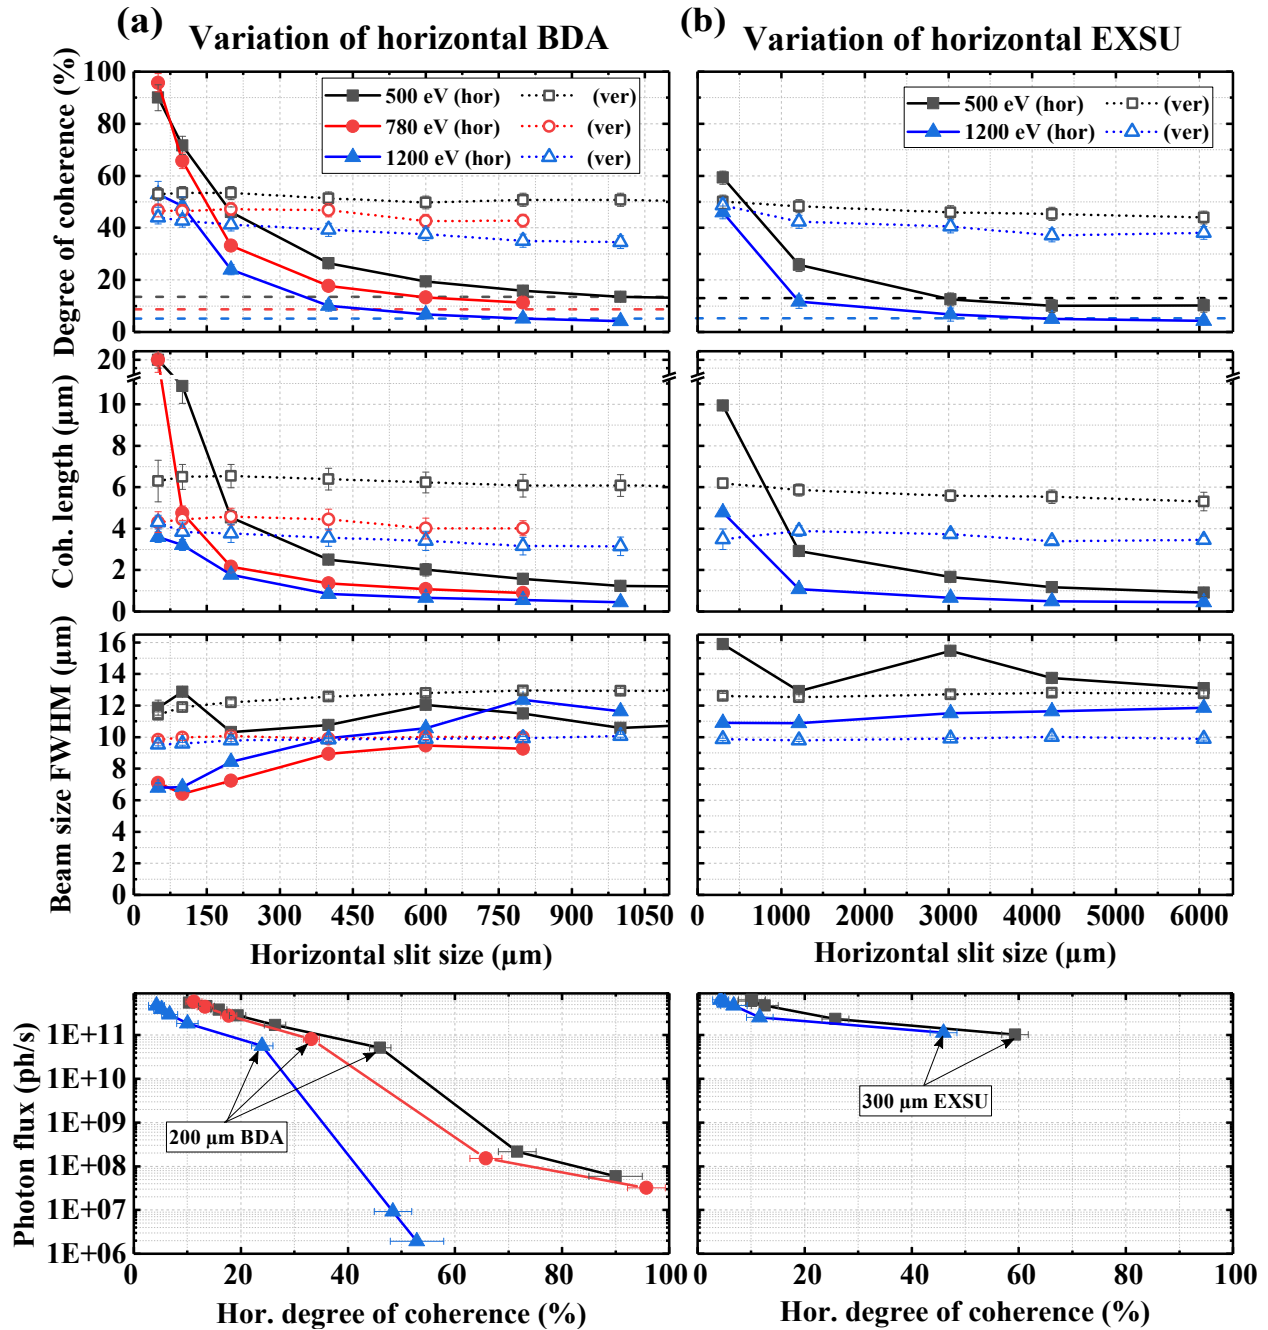 (a)
Variation of horizontal BDA
(b)
Variation of horizontal EXSU
Degree of coherence (%)
100
80
60
40
20
0
500 eV (hor)
(ver)
780 eV (hor)
(ver)
1200 eV (hor)
(ver)
500 eV (hor)
(ver)
1200 eV (hor)
(ver)
Coh. length (µm)
20
10
8
6
4
2
0
Beam size FWHM (µm)
16
14
12
10
8
6
4
2
0
0 150 300 450 600 750 900 1050
Horizontal slit size (µm)
0 1000 2000 3000 4000 5000 6000
Horizontal slit size (µm)
Photon flux (ph/s)
1E+11
1E+10
1E+09
1E+08
1E+07
1E+06
200 µm BDA
300 µm EXSU
0 20 40 60 80 100
Hor. degree of coherence (%)
0 20 40 60 80 100
Hor. degree of coherence (%)